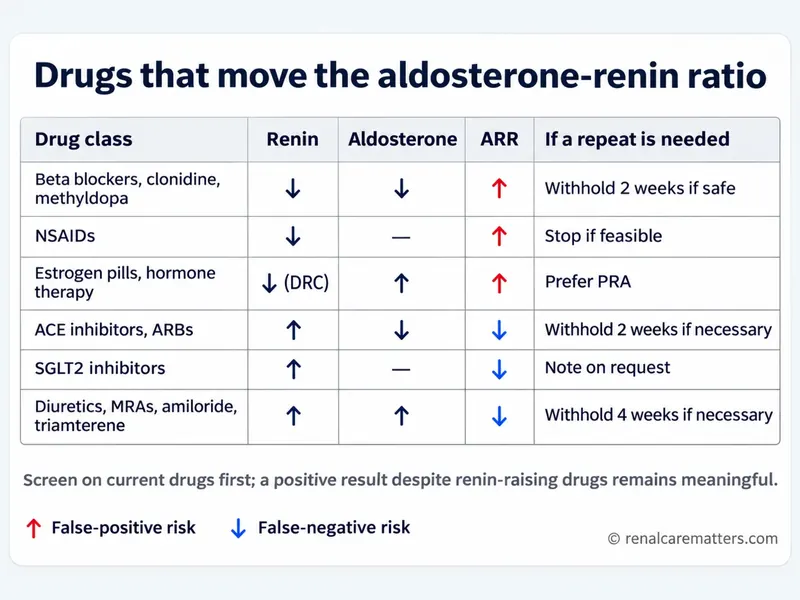 Drugs that move the aldosterone-renin ratio
Drug class Renin Aldosterone ARR If a repeat is needed
Beta blockers, clonidine,
methyldopa ↓ ↓ ↑ Withhold 2 weeks if safe
NSAIDs ↓ — ↑ Stop if feasible
Estrogen pills, hormone
therapy ↓ (DRC) ↑ ↑ Prefer PRA
ACE inhibitors, ARBs ↑ ↓ ↓ Withhold 2 weeks if necessary
SGLT2 inhibitors ↑ — ↓ Note on request
Diuretics, MRAs, amiloride,
triamterene ↑ ↑ ↓ Withhold 4 weeks if necessary
Screen on current drugs first; a positive result despite renin-raising drugs remains meaningful.
↑ False-positive risk ↓ False-negative risk
© renalcarematters.com